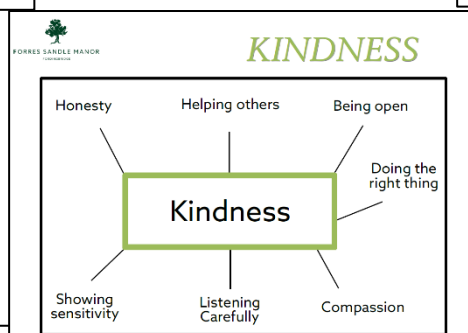 FORRES SANDLE MANOR
KINDNESS
Honesty
Helping others
Being open
Doing the
right thing
Kindness
Showing
sensitivity
Listening
Carefully
Compassion